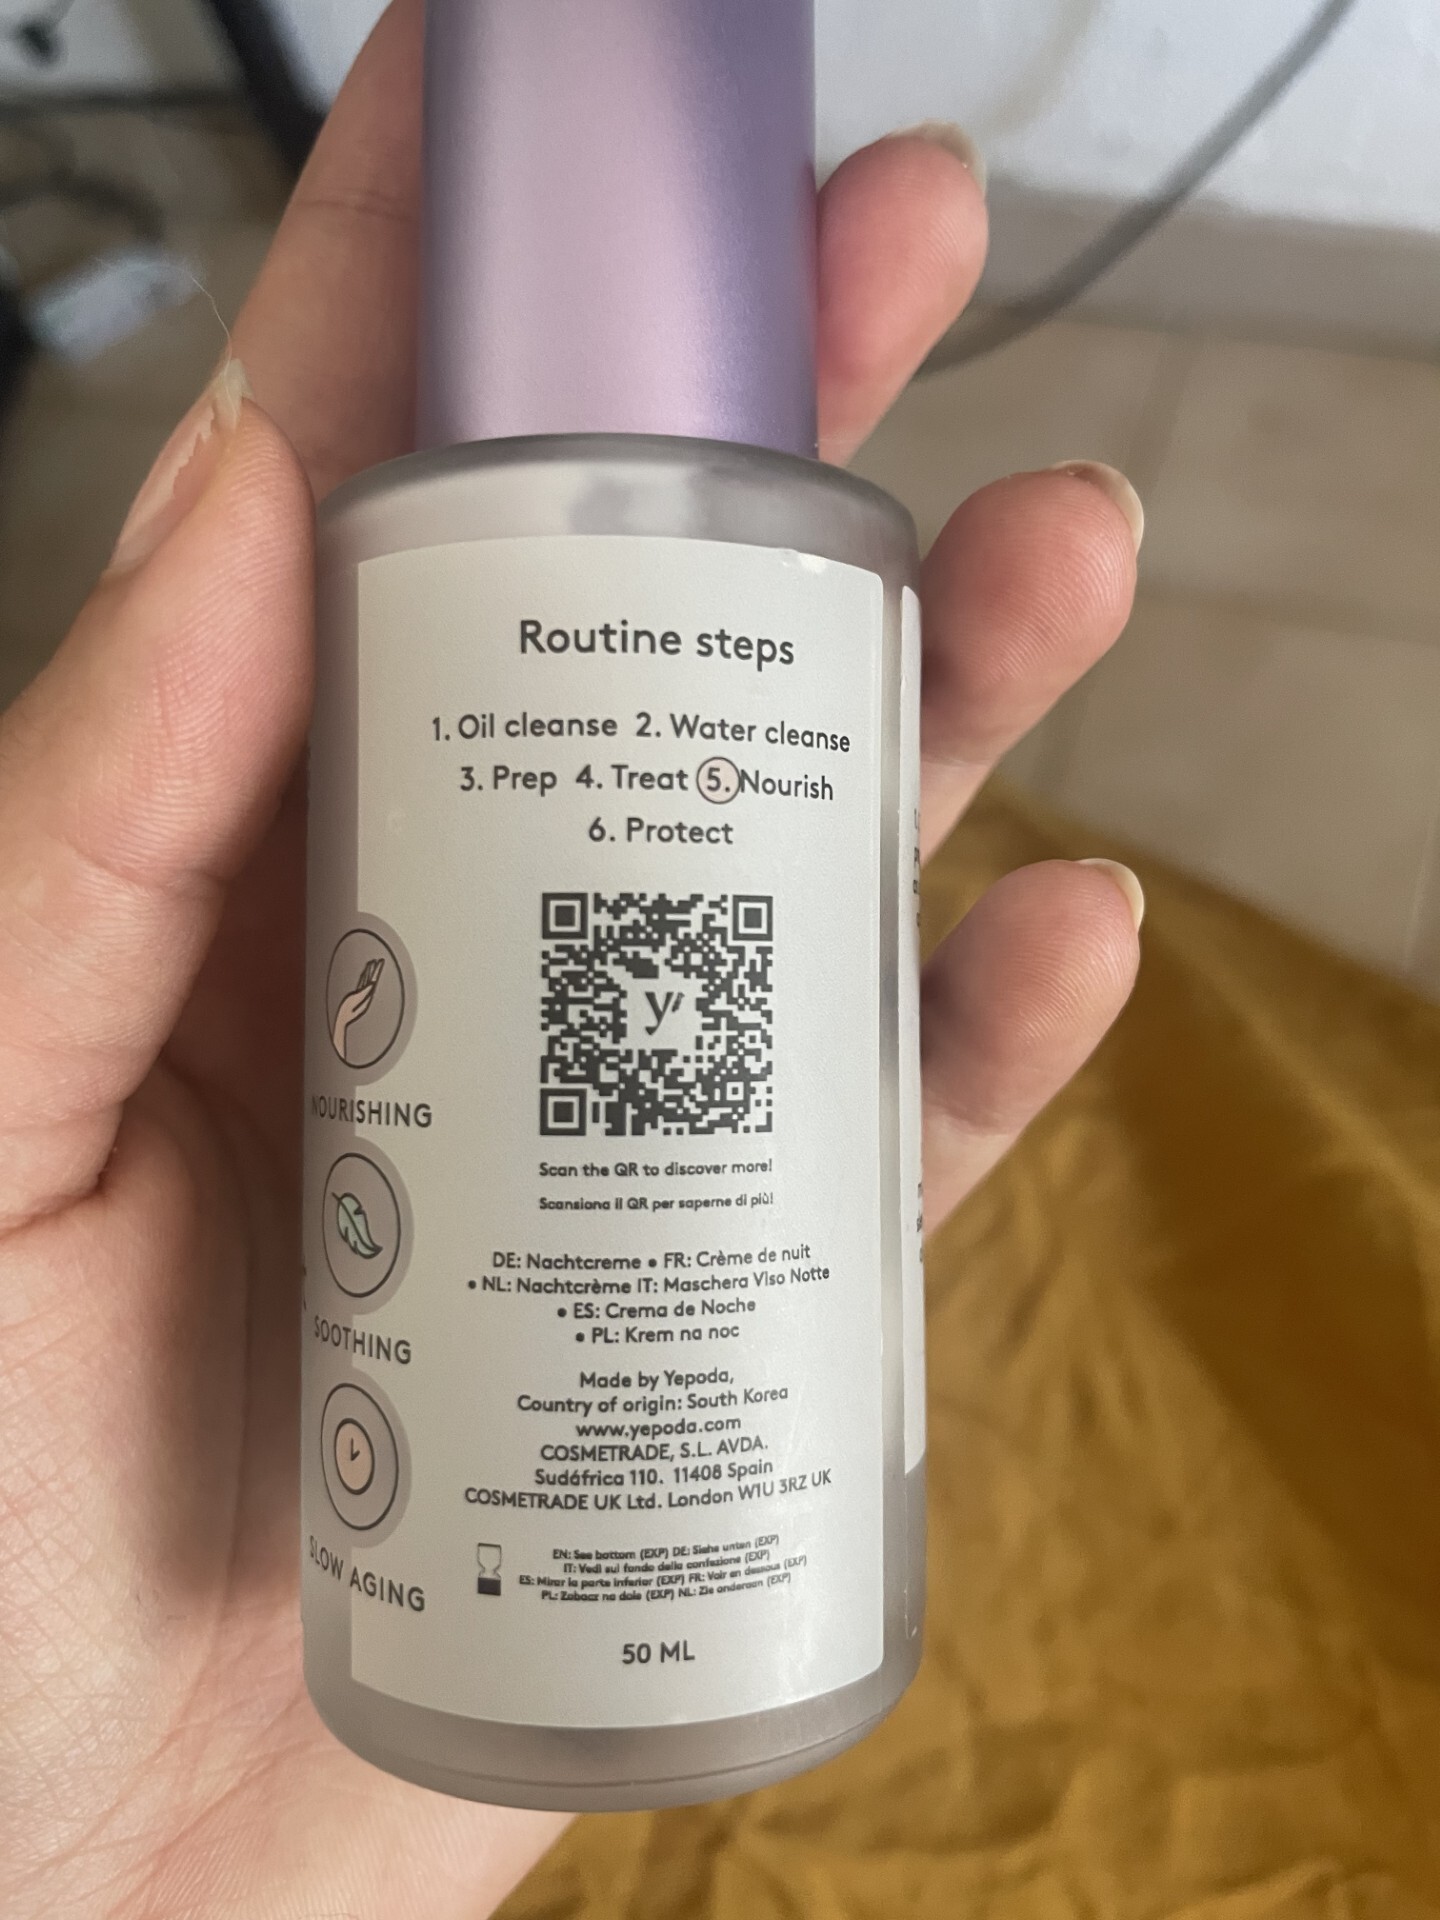 Routine steps
1. Oil cleanse 2. Water cleanse
3. Prep 4. Treat 5. Nourish
6. Protect
y
NOURISHING
SOOTHING
SLOW AGING
Scan the QR to discover more!
Scansiona il QR per saperne di più!
DE: Nachtcreme • FR: Crème de nuit
• NL: Nachtcrème IT: Maschera Viso Notte
• ES: Crema de Noche
• PL: Krem na noc
Made by Yepoda,
Country of origin: South Korea
www.yepoda.com
COSMETRADE, S.L. AVDA.
Sudáfrica 110. 11408 Spain
COSMETRADE UK Ltd. London W1U 3RZ UK
EN: See bottom (EXP) DE: Siehe unten (EXP)
IT: Vedi sul fondo della confezione (EXP)
ES: Mirar la parte inferior (EXP) FR: Voir en dessous (EXP)
PL: Zobacz na dole (EXP) NL: Zie onderaan (EXP)
50 ML